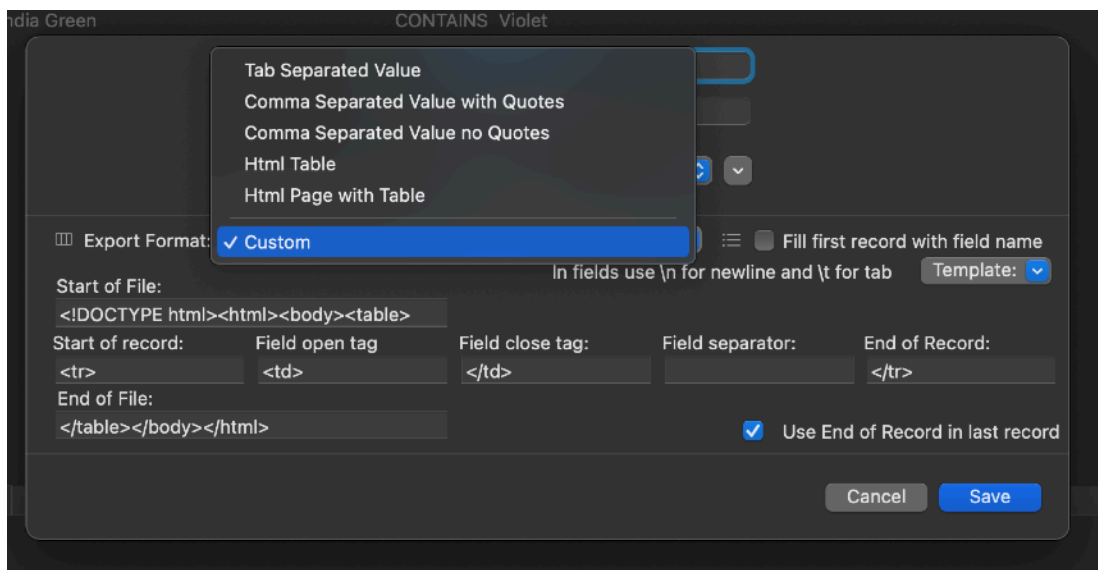 ndia Green
CONTAINS Violet
Tab Separated Value
Comma Separated Value with Quotes
Comma Separated Value no Quotes
Html Table
Html Page with Table
Export Format: ✓ Custom
Fill first record with field name
In fields use \n for newline and \t for tab
Template:
Start of File:
<!DOCTYPE html><html><body><table>
Start of record: Field open tag Field close tag: Field separator: End of Record:
<tr> <td> </td> </tr>
End of File:
</table></body></html>
Use End of Record in last record
Cancel Save